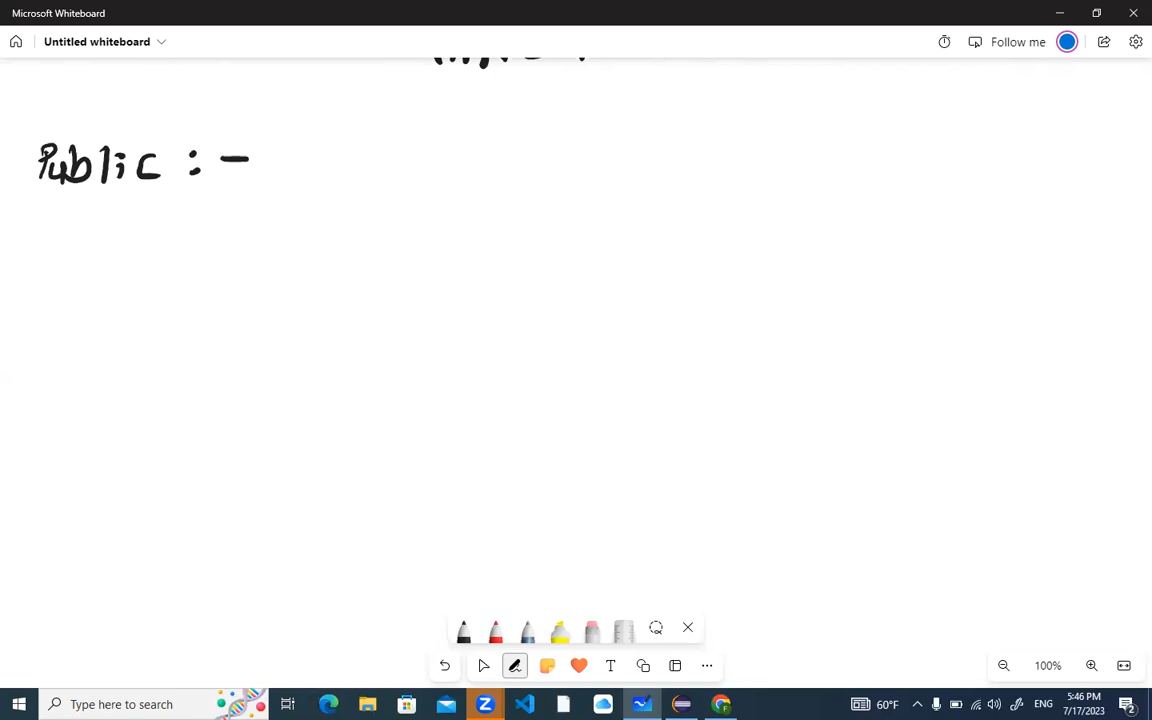 Microsoft Whiteboard
Untitled whiteboard
Follow me
Public :-
100%
Type here to search
60°F
ENG
5:46 PM
7/17/2023
2